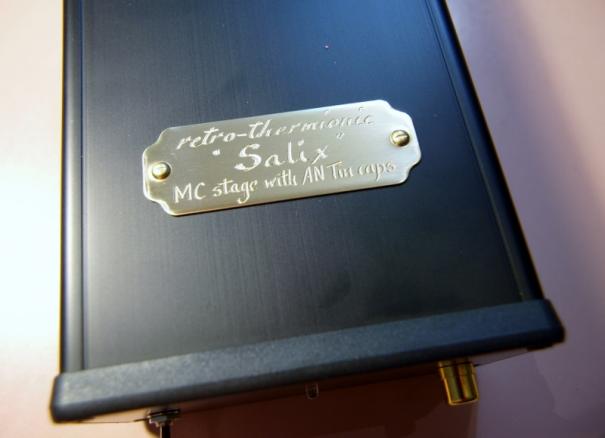 retro-thermionic
"Salix"
MC stage with AN Tin caps